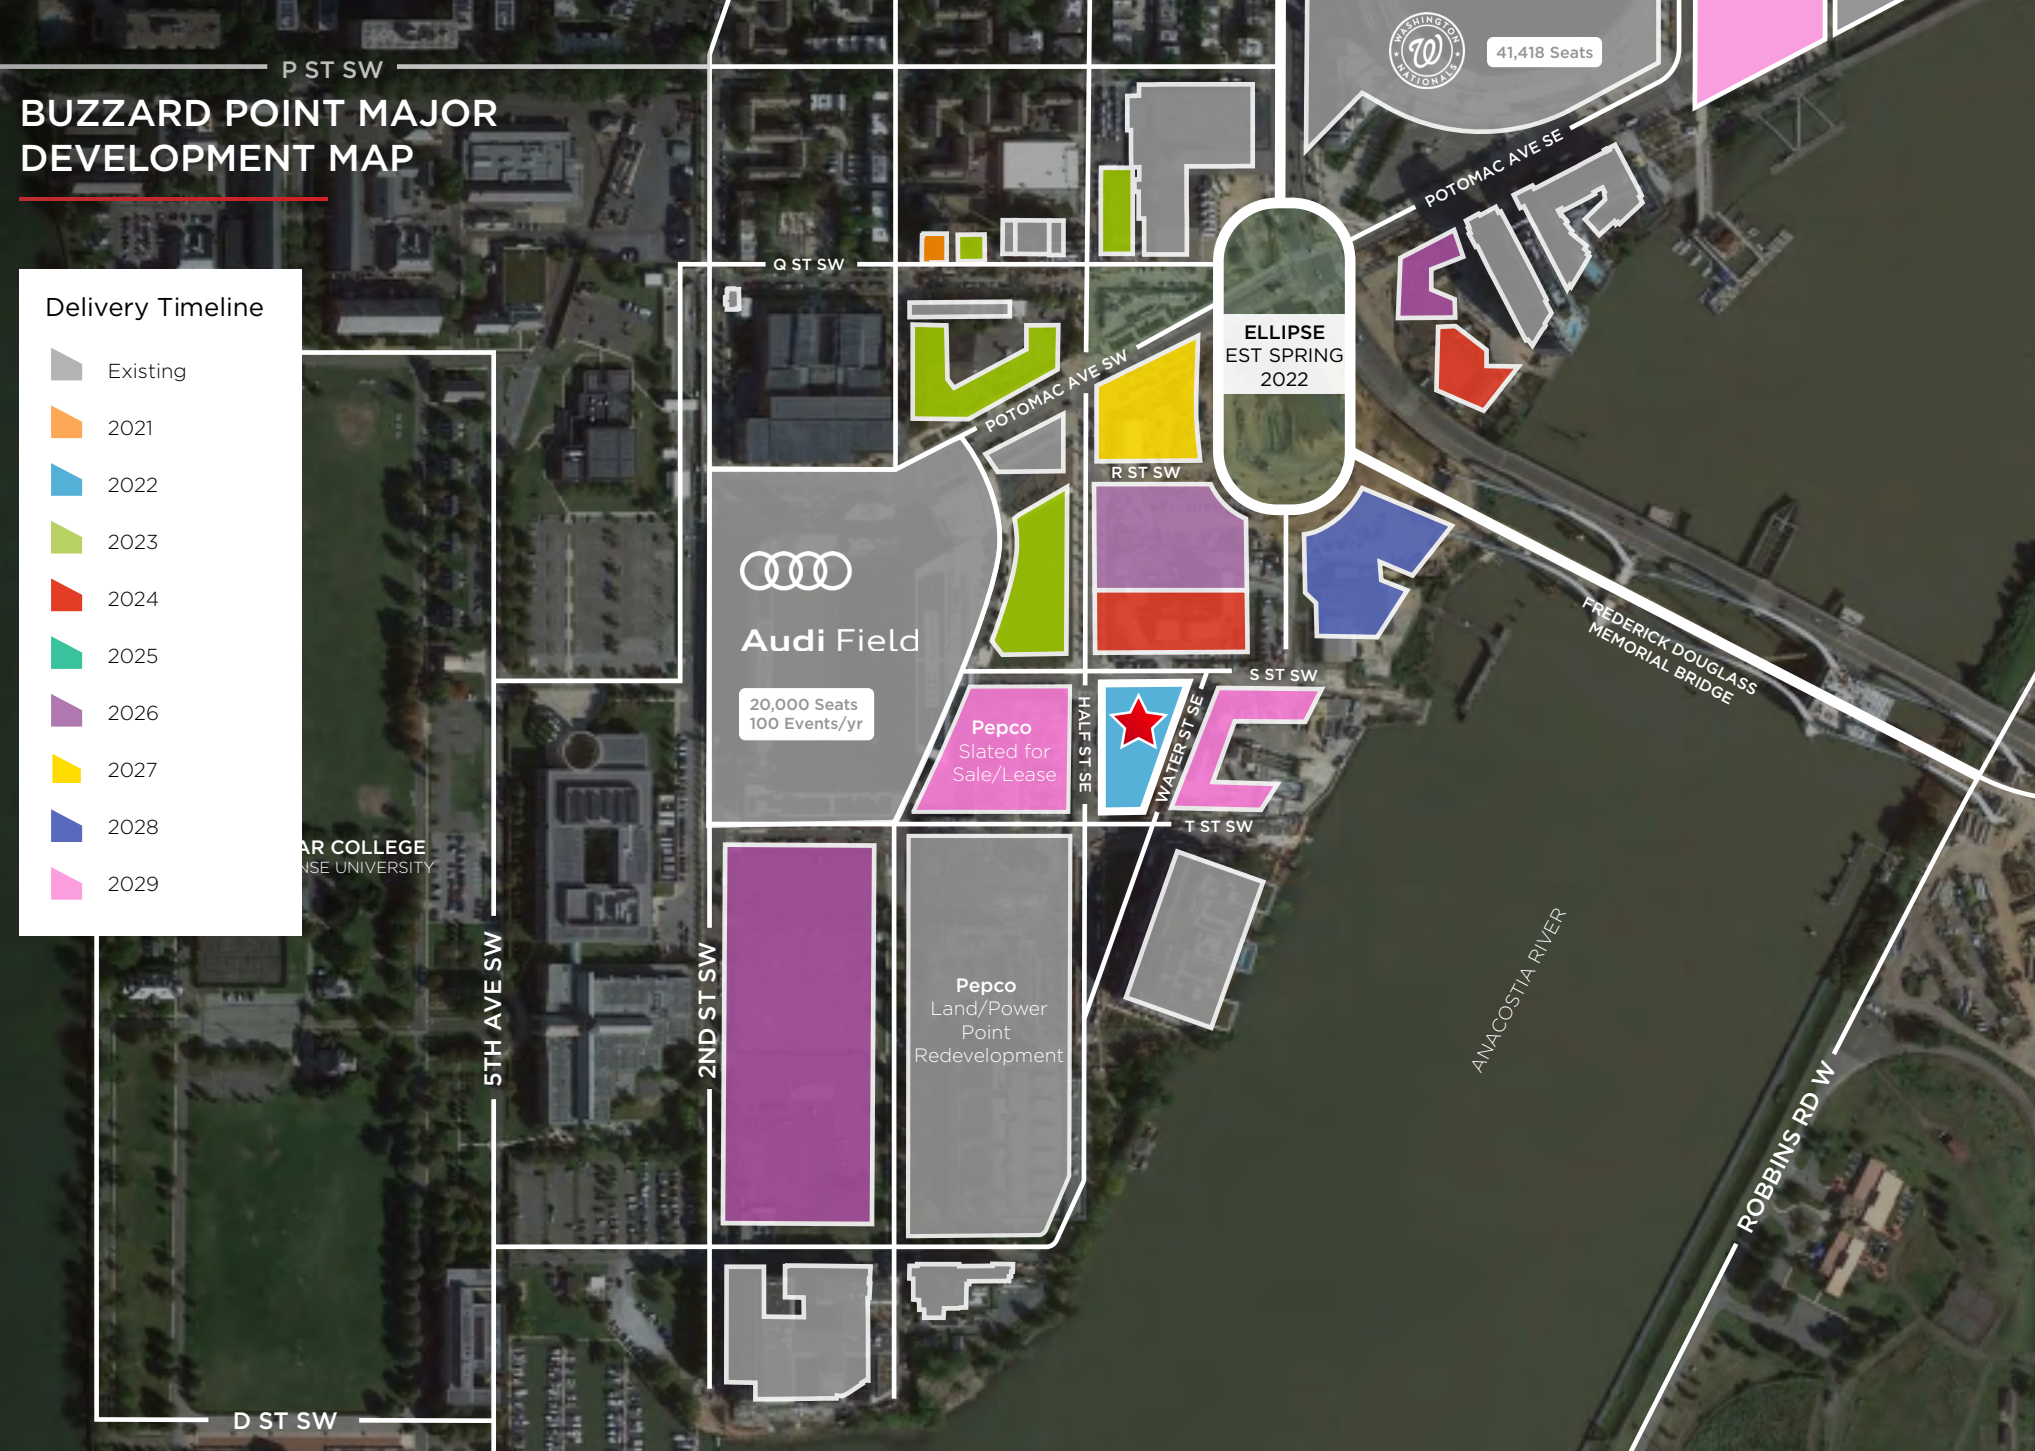 P ST SW
BUZZARD POINT MAJOR
DEVELOPMENT MAP
WASHINGTON
W
NATIONALS
41,418 Seats
POTOMAC AVE SE
Q ST SW
Delivery Timeline
Existing
2021
2022
2023
2024
2025
2026
2027
2028
2029
ELLIPSE
EST SPRING
2022
POTOMAC AVE SW
R ST SW
Audi Field
20,000 Seats
100 Events/yr
FREDERICK DOUGLASS
MEMORIAL BRIDGE
S ST SW
Pepco
Slated for
Sale/Lease
HALF ST SE
WATER ST SE
T ST SW
AR COLLEGE
NSE UNIVERSITY
5TH AVE SW
2ND ST SW
Pepco
Land/Power
Point
Redevelopment
ANACOSTIA RIVER
ROBBINS RD W
D ST SW